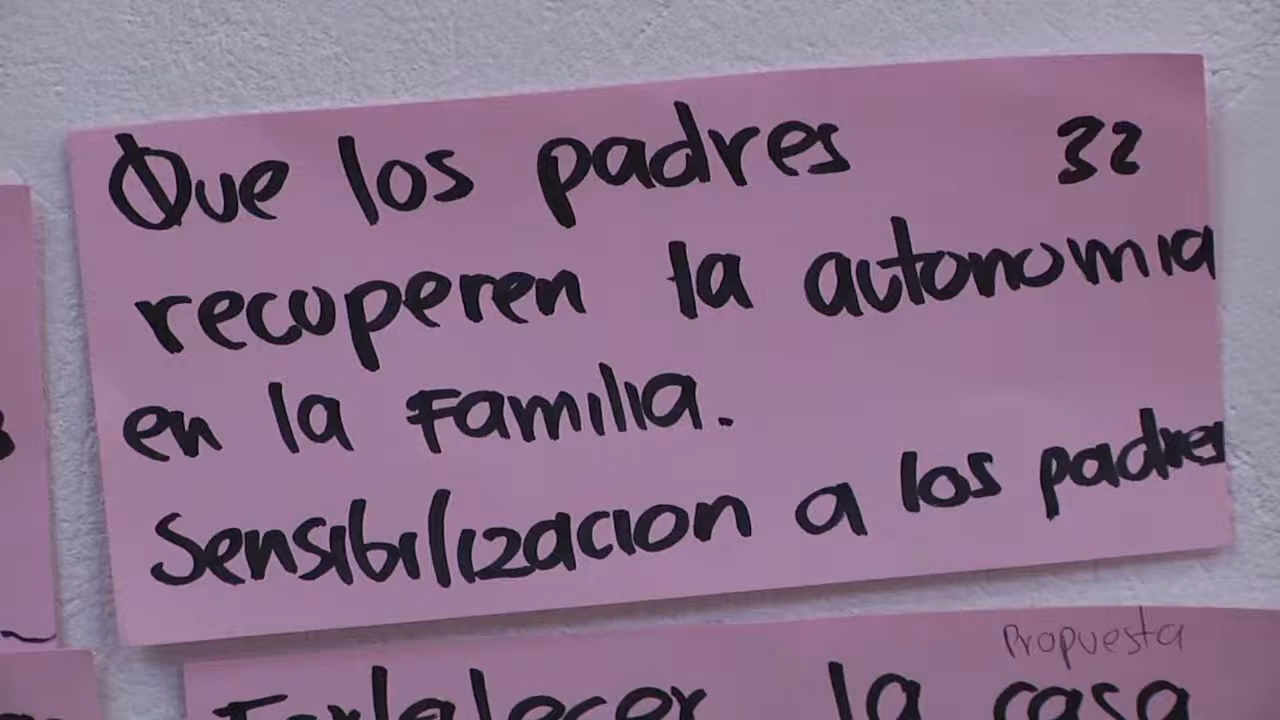 Que los padres 32
recuperen la autonomia
en la Familia.
Sensibilizacion a los padres
Propuesta
Fortalecer la casa